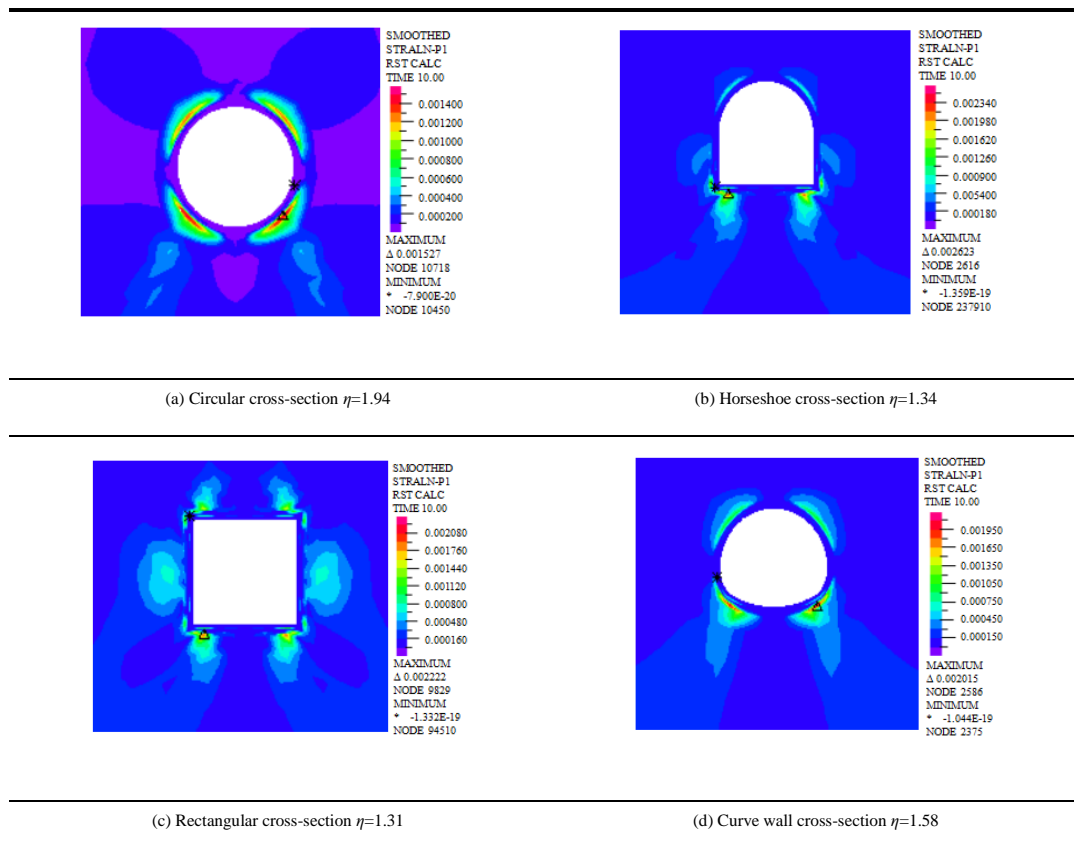 SMOOTHED
STRALN-P1
RST CALC
TIME 10.00
0.001400
0.001200
0.001000
0.000800
0.000600
0.000400
0.000200
MAXIMUM
Δ 0.001527
NODE 10718
MINIMUM
* -7.900E-20
NODE 10450
SMOOTHED
STRALN-P1
RST CALC
TIME 10.00
0.002340
0.001980
0.001620
0.001260
0.000900
0.005400
0.000180
MAXIMUM
Δ 0.002623
NODE 2616
MINIMUM
* -1.359E-19
NODE 237910
(a) Circular cross-section η=1.94
(b) Horseshoe cross-section η=1.34
SMOOTHED
STRALN-P1
RST CALC
TIME 10.00
0.002080
0.001760
0.001440
0.001120
0.000800
0.000480
0.000160
MAXIMUM
Δ 0.002222
NODE 9829
MINIMUM
* -1.332E-19
NODE 94510
SMOOTHED
STRALN-P1
RST CALC
TIME 10.00
0.001950
0.001650
0.001350
0.001050
0.000750
0.000450
0.000150
MAXIMUM
Δ 0.002015
NODE 2586
MINIMUM
* -1.044E-19
NODE 2375
(c) Rectangular cross-section η=1.31
(d) Curve wall cross-section η=1.58